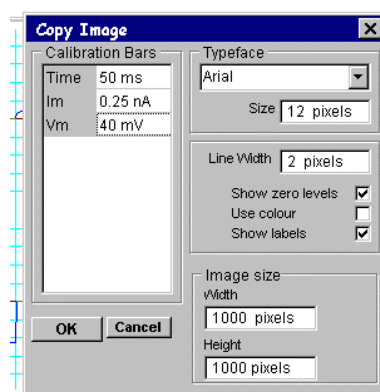 Copy Image
Calibration Bars
Time 50 ms
Im 0.25 nA
Vm 40 mV
OK Cancel
Typeface
Arial
Size 12 pixels
Line Width 2 pixels
Show zero levels
Use colour
Show labels
Image size
Width
1000 pixels
Height
1000 pixels